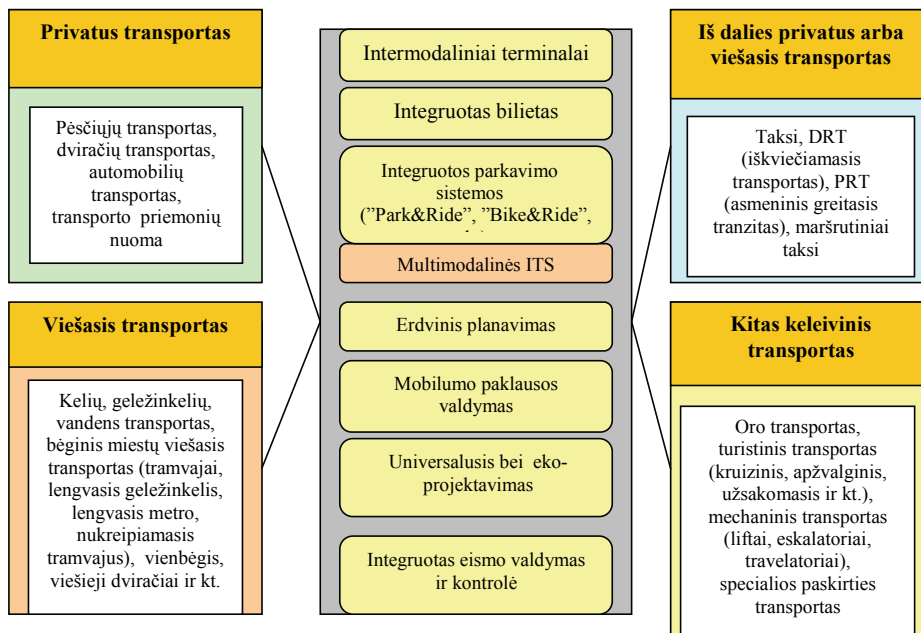 Privatus transportas
Pėsčiųjų transportas,
dviračių transportas,
automobilių
transportas,
transporto priemonių
nuoma
Viešasis transportas
Kelių, geležinkelių,
vandens transportas,
bėginis miestų viešasis
transportas (tramvajai,
lengvasis geležinkelis,
lengvasis metro,
nukreipiamasis
tramvajus), vienbėgis,
viešieji dviračiai ir kt.
Intermodaliniai terminalai
Integruotas bilietas
Integruotos parkavimo
sistemos
(”Park&Ride”, ”Bike&Ride”,
Multimodalinės ITS
Erdvinis planavimas
Mobilumo paklausos
valdymas
Universalusis bei eko-
projektavimas
Integruotas eismo valdymas
ir kontrolė
Iš dalies privatus arba
viešasis transportas
Taksi, DRT
(iškviečiamasis
transportas), PRT
(asmeninis greitasis
tranzitas), maršrutiniai
taksi
Kitas keleivinis
transportas
Oro transportas,
turistinis transportas
(kruizinis, apžvalginis,
užsakomasis ir kt.),
mechaninis transportas
(liftai, eskalatoriai,
travelatoriai),
specialios paskirties
transportas